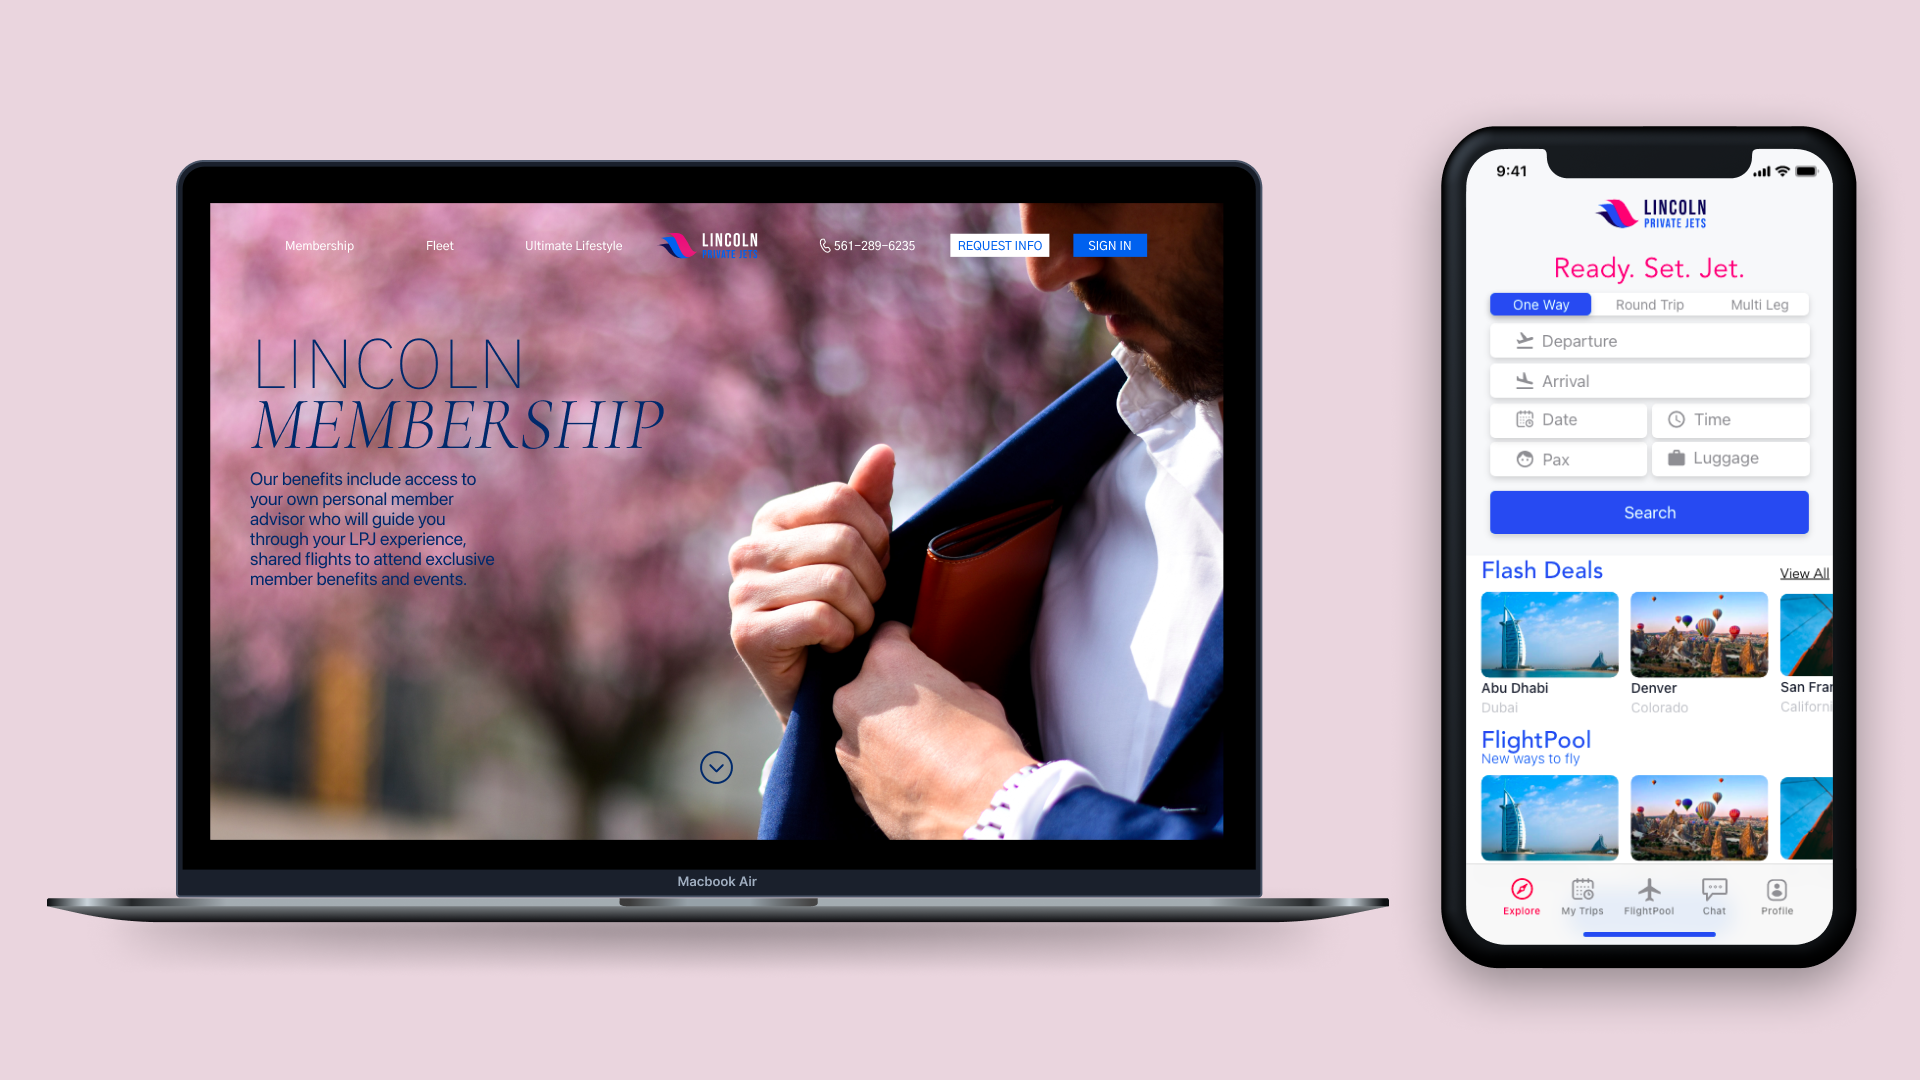 Membership
Fleet
Ultimate Lifestyle
LINCOLN
PRIVATE JETS
561-289-6235
REQUEST INFO
SIGN IN
LINCOLN
MEMBERSHIP
Our benefits include access to
your own personal member
advisor who will guide you
through your LPJ experience,
shared flights to attend exclusive
member benefits and events.
Macbook Air
9:41
LINCOLN
PRIVATE JETS
Ready. Set. Jet.
One Way
Round Trip
Multi Leg
Departure
Arrival
Date
Time
Pax
Luggage
Search
Flash Deals
View All
Abu Dhabi
Denver
San Fran
Dubai
Colorado
Californi
FlightPool
New ways to fly
Explore
My Trips
FlightPool
Chat
Profile